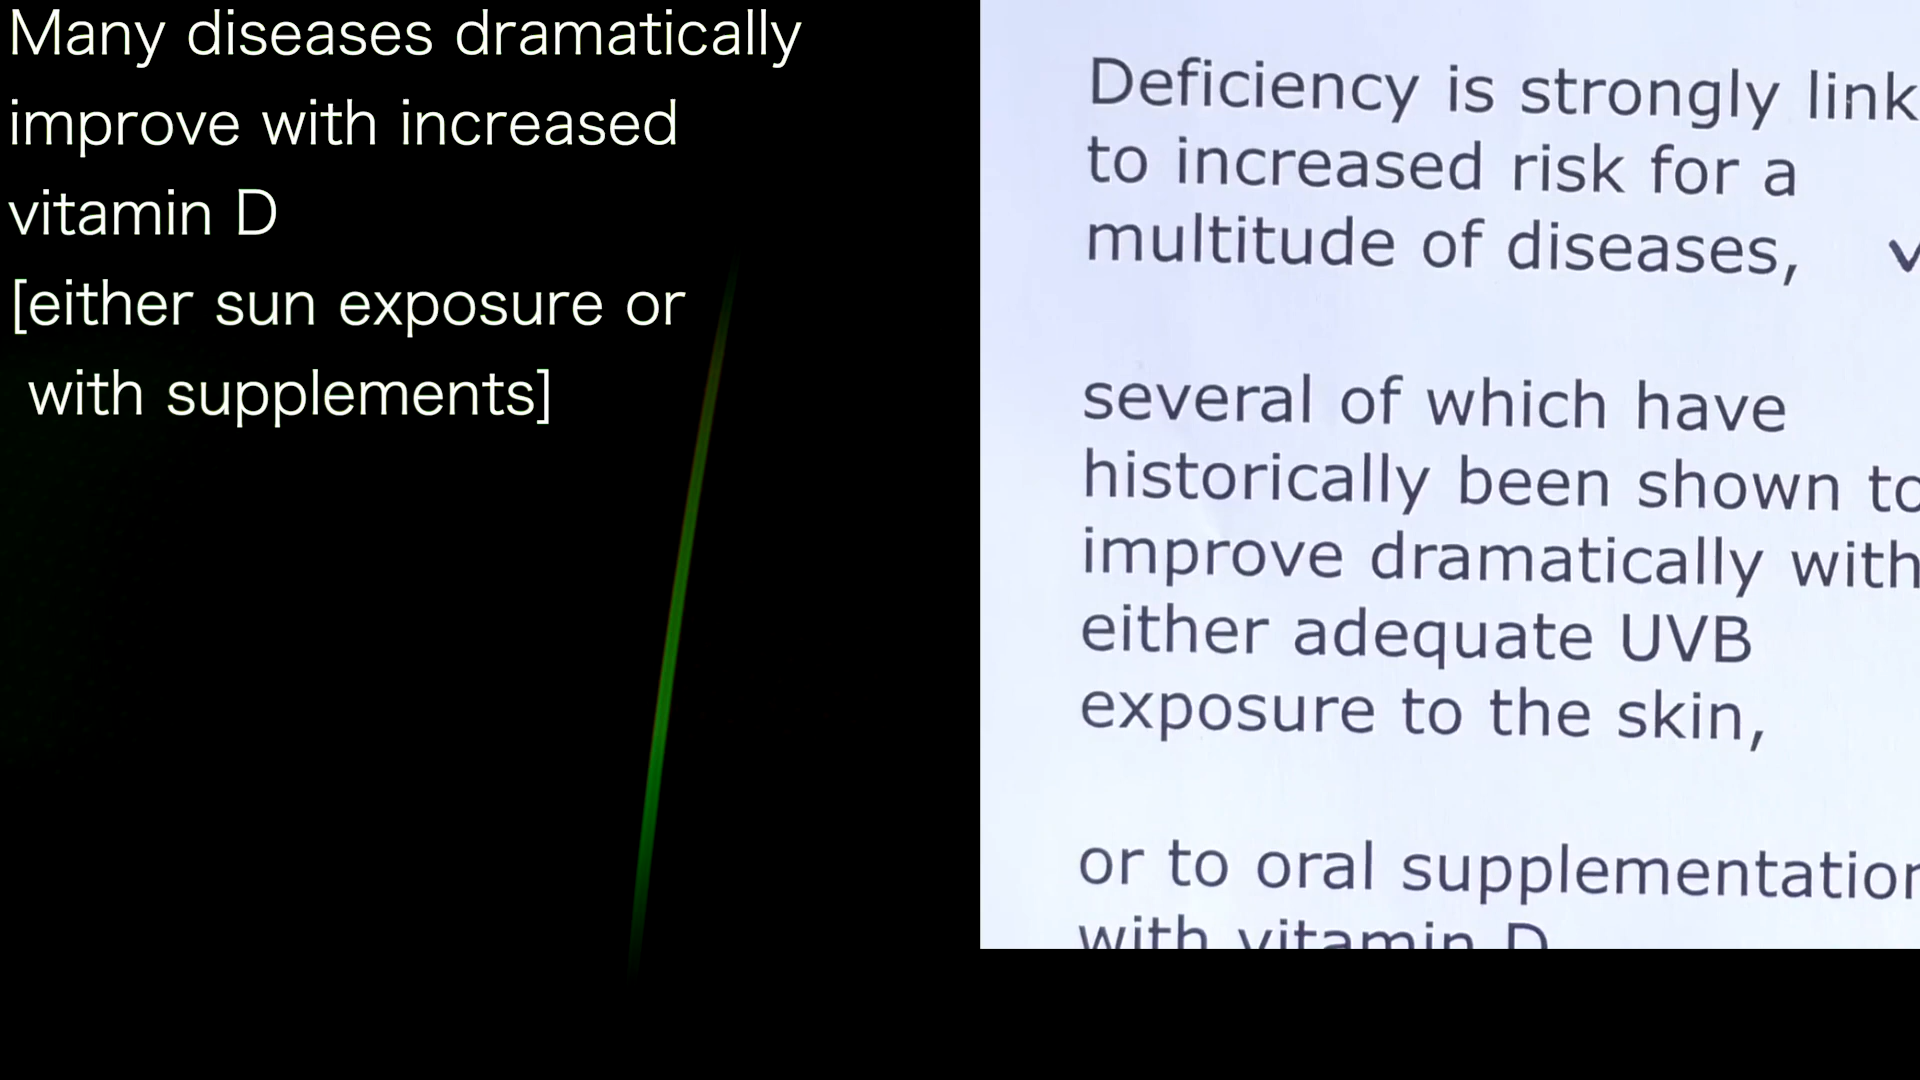 Many diseases dramatically
improve with increased
vitamin D
[either sun exposure or
with supplements]
Deficiency is strongly link
to increased risk for a
multitude of diseases,
several of which have
historically been shown to
improve dramatically with
either adequate UVB
exposure to the skin,
or to oral supplementation
with vitamin D